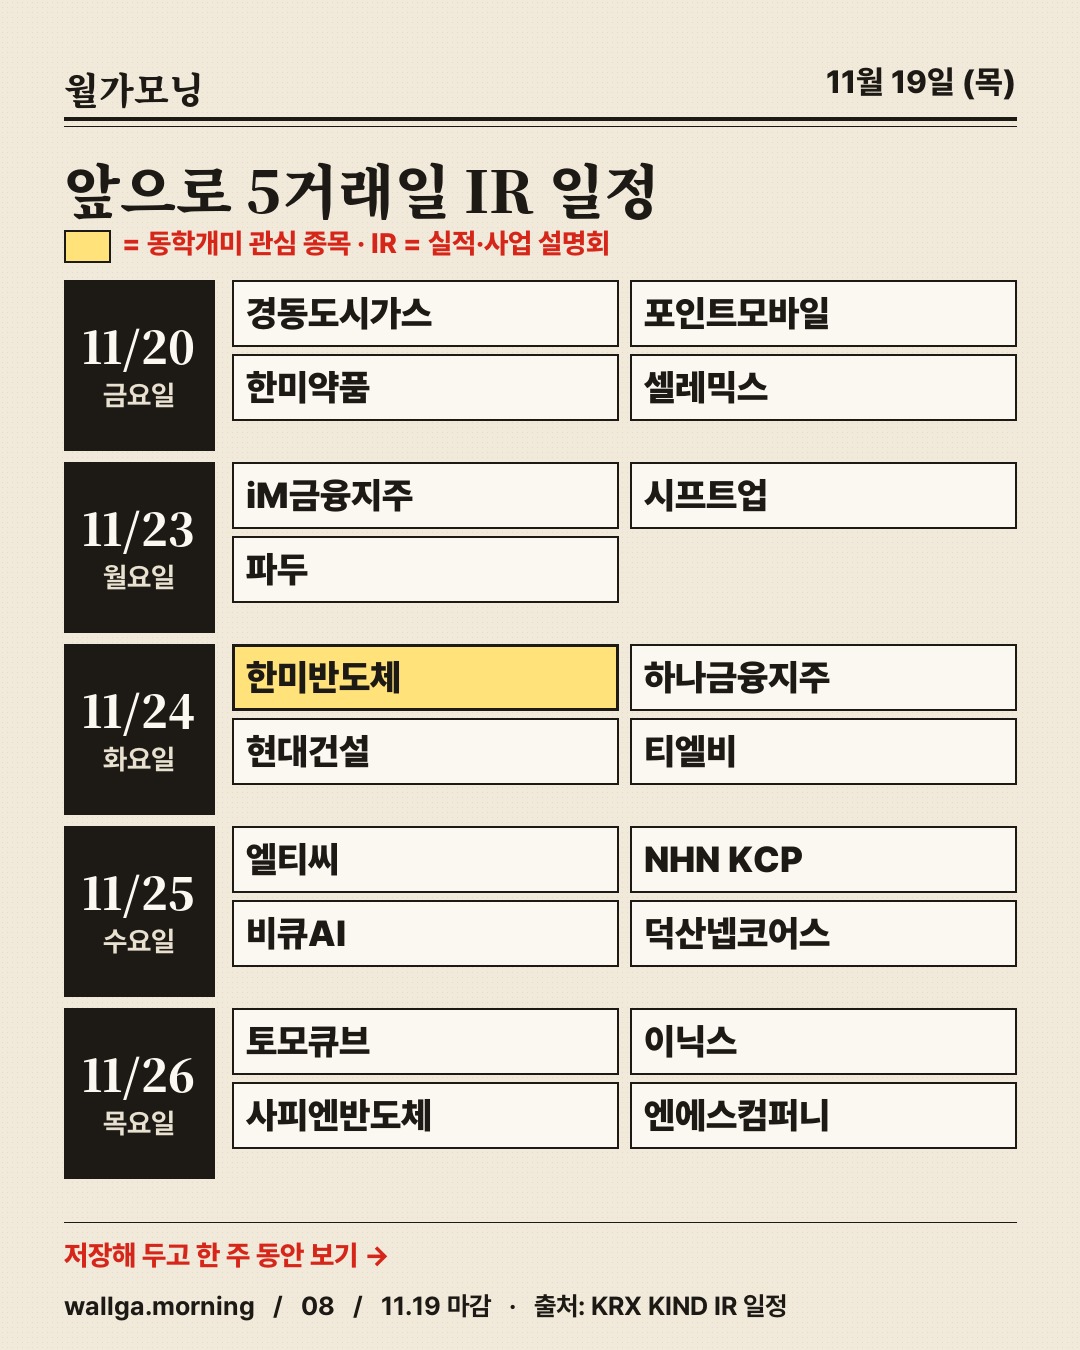 월가모닝
11월 19일 (목)
앞으로 5거래일 IR 일정
= 동학개미 관심 종목 · IR = 실적·사업 설명회
11/20
금요일
경동도시가스
포인트모바일
한미약품
셀레믹스
11/23
월요일
iM금융지주
시프트업
파두
11/24
화요일
한미반도체
하나금융지주
현대건설
티엘비
11/25
수요일
엘티씨
NHN KCP
비큐AI
덕산넵코어스
11/26
목요일
토모큐브
이닉스
사피엔반도체
엔에스컴퍼니
저장해 두고 한 주 동안 보기 →
wallga.morning / 08 / 11.19 마감 · 출처: KRX KIND IR 일정